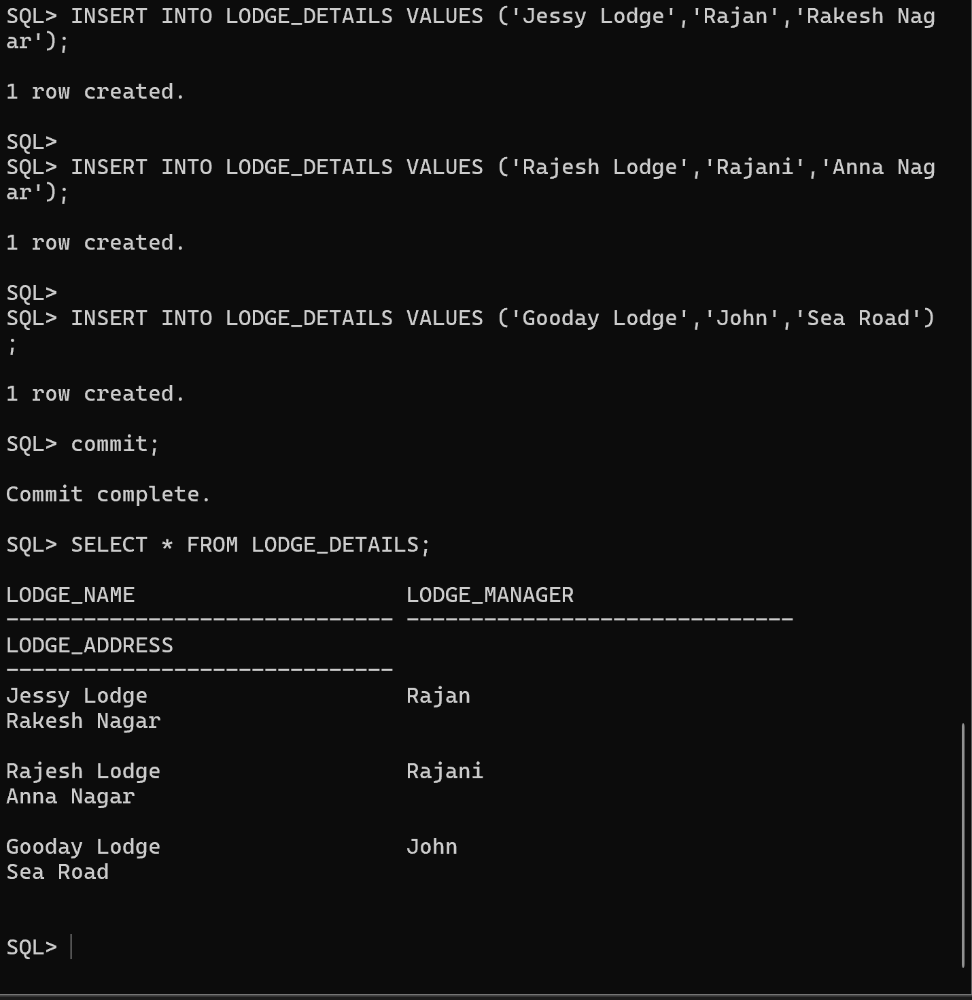 SQL> INSERT INTO LODGE_DETAILS VALUES ('Jessy Lodge','Rajan','Rakesh Nag
ar');
1 row created.
SQL>
SQL> INSERT INTO LODGE_DETAILS VALUES ('Rajesh Lodge','Rajani','Anna Nag
ar');
1 row created.
SQL>
SQL> INSERT INTO LODGE_DETAILS VALUES ('Gooday Lodge','John','Sea Road')
;
1 row created.
SQL> commit;
Commit complete.
SQL> SELECT * FROM LODGE_DETAILS;
LODGE_NAME                     LODGE_MANAGER
------------------------------ ------------------------------
LODGE_ADDRESS
------------------------------
Jessy Lodge                    Rajan
Rakesh Nagar
Rajesh Lodge                   Rajani
Anna Nagar
Gooday Lodge                   John
Sea Road
SQL>